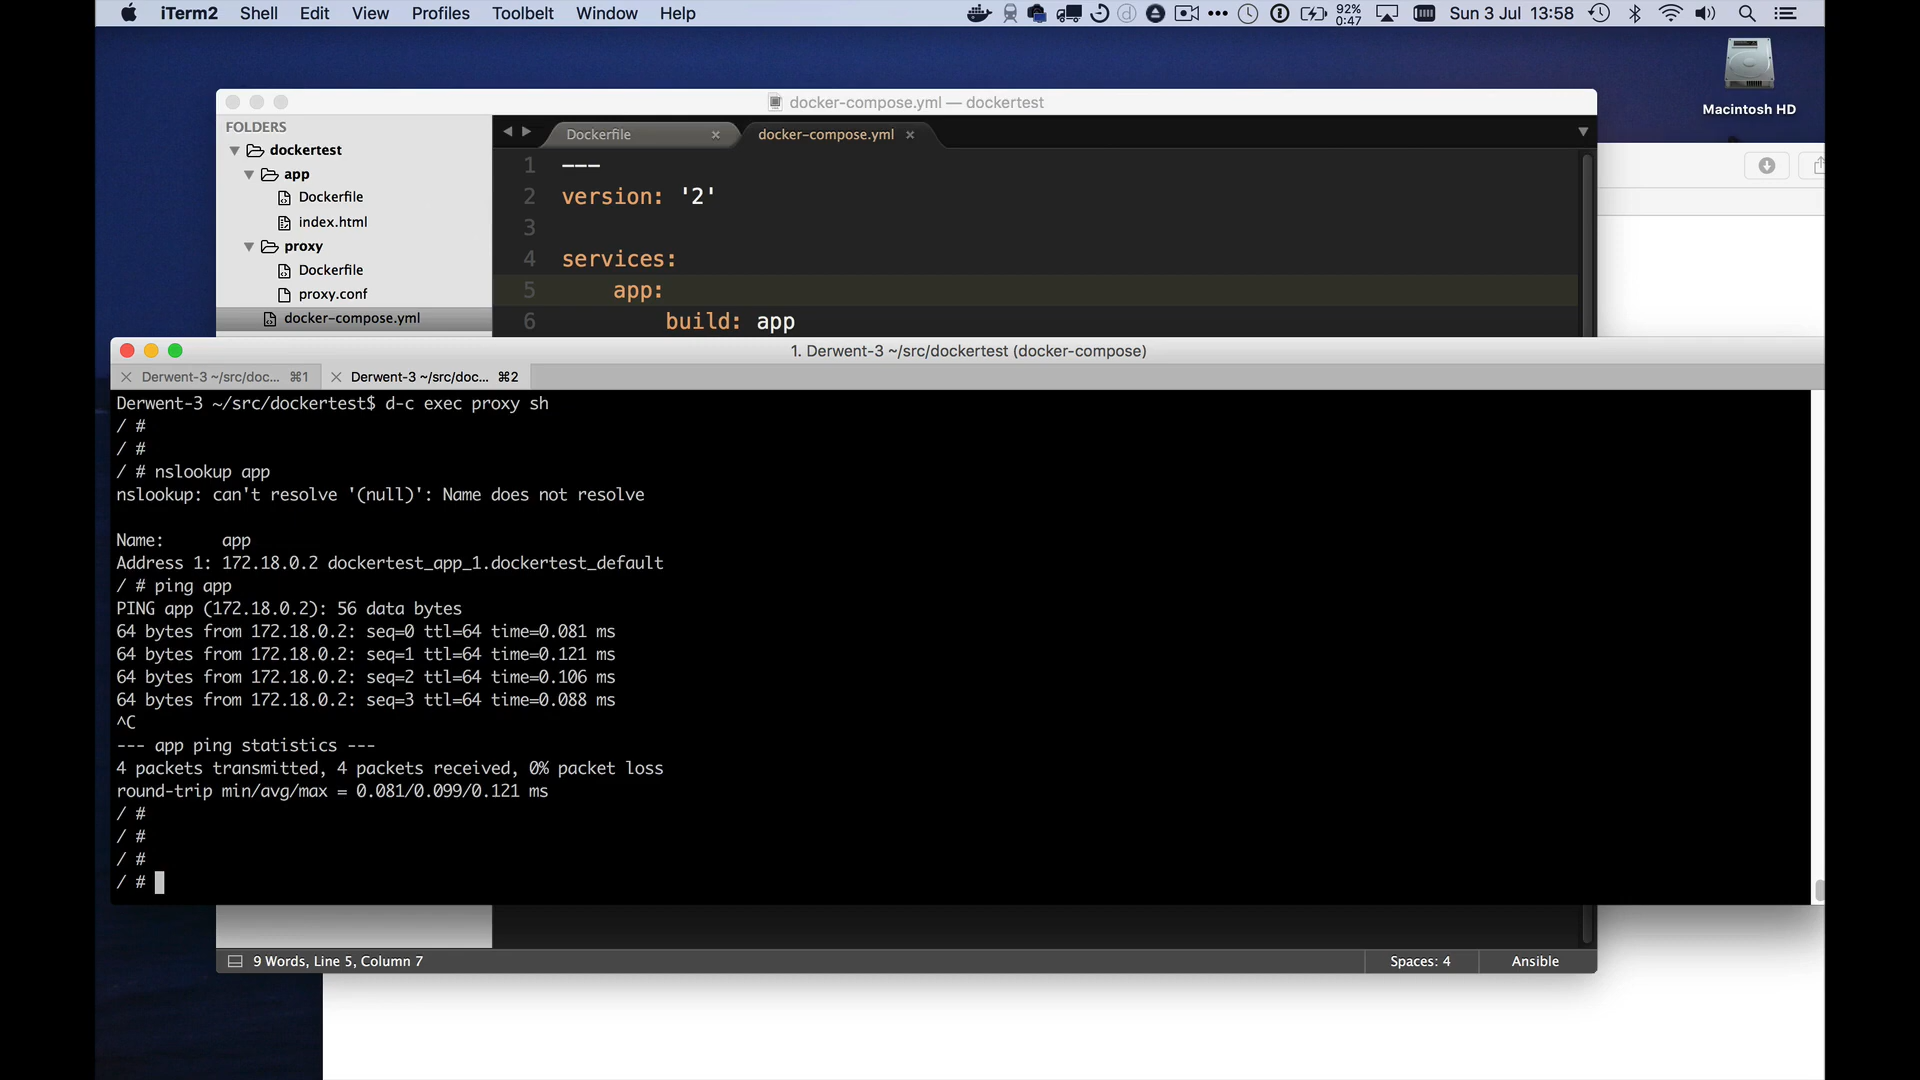 iTerm2 Shell Edit View Profiles Toolbelt Window Help 92% 0:47 Sun 3 Jul 13:58
Macintosh HD
docker-compose.yml — dockertest
FOLDERS
dockertest
app
Dockerfile
index.html
proxy
Dockerfile
proxy.conf
docker-compose.yml
Dockerfile docker-compose.yml
1 ---
2 version: '2'
3
4 services:
5 app:
6 build: app
1. Derwent-3 ~/src/dockertest (docker-compose)
Derwent-3 ~/src/doc... ⌘1 Derwent-3 ~/src/doc... ⌘2
Derwent-3 ~/src/dockertest$ d-c exec proxy sh
/ #
/ #
/ # nslookup app
nslookup: can't resolve '(null)': Name does not resolve
Name: app
Address 1: 172.18.0.2 dockertest_app_1.dockertest_default
/ # ping app
PING app (172.18.0.2): 56 data bytes
64 bytes from 172.18.0.2: seq=0 ttl=64 time=0.081 ms
64 bytes from 172.18.0.2: seq=1 ttl=64 time=0.121 ms
64 bytes from 172.18.0.2: seq=2 ttl=64 time=0.106 ms
64 bytes from 172.18.0.2: seq=3 ttl=64 time=0.088 ms
^C
--- app ping statistics ---
4 packets transmitted, 4 packets received, 0% packet loss
round-trip min/avg/max = 0.081/0.099/0.121 ms
/ #
/ #
/ #
/ #
9 Words, Line 5, Column 7 Spaces: 4 Ansible